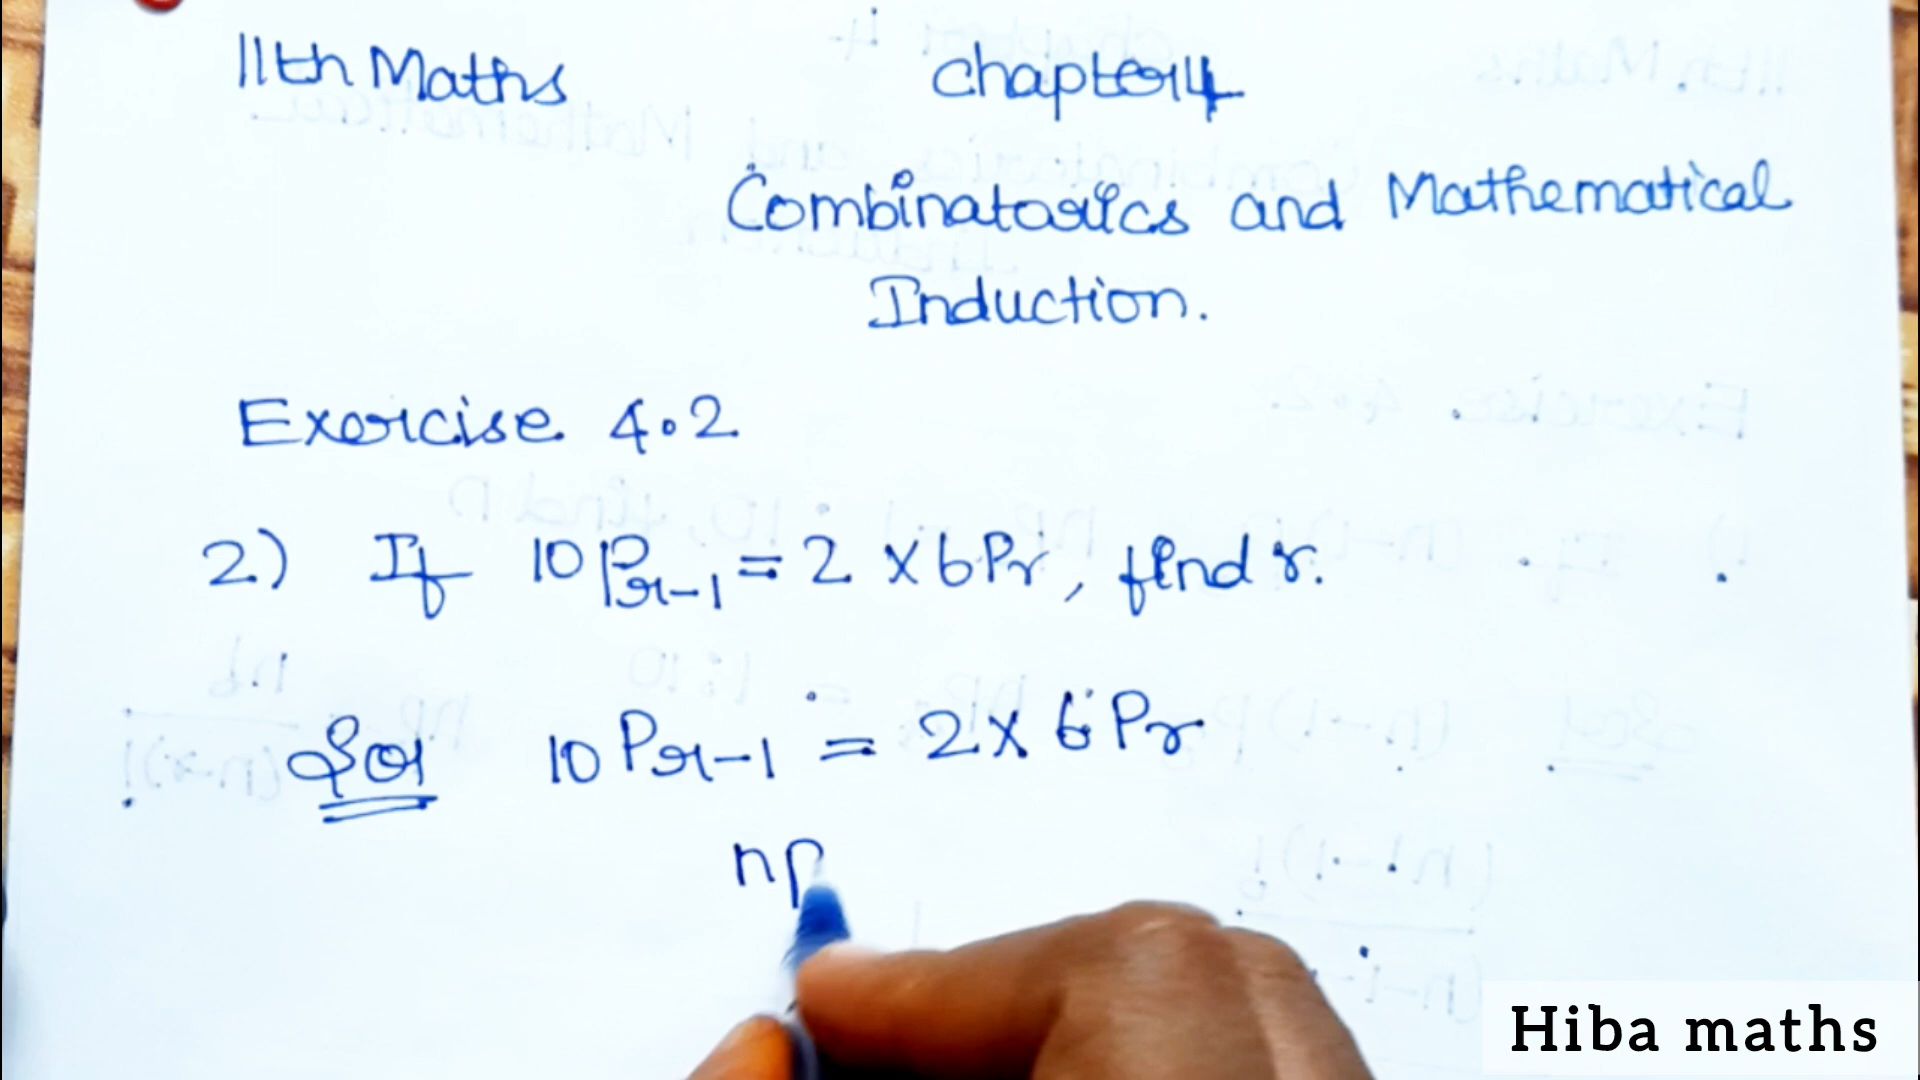 11th Maths chapter 4
Combinatorics and Mathematical
Induction.
Exercise 4.2
2) If 10Pr-1 = 2 x 6Pr, find r.
Sol 10Pr-1 = 2 x 6Pr
np
Hiba maths